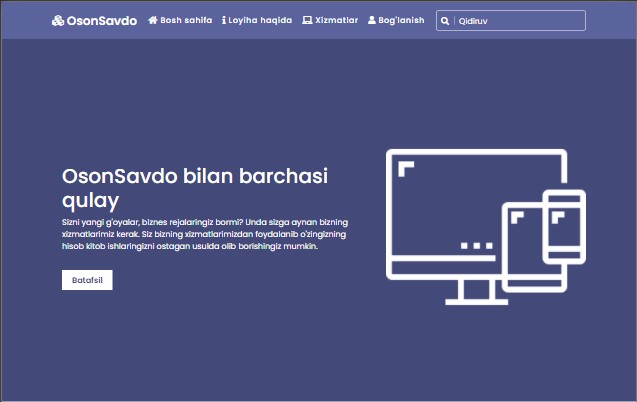 OsonSavdo Bosh sahifa Loyiha haqida Xizmatlar Bog'lanish Qidiruv
OsonSavdo bilan barchasi
qulay
Sizni yangi g'oyalar, biznes rejalaringiz bormi? Unda sizga aynan bizning
xizmatlarimiz kerak. Siz bizning xizmatlarimizdan foydalanib o'zingizning
hisob kitob ishlaringizni ostagan usulda olib borishingiz mumkin.
Batafsil